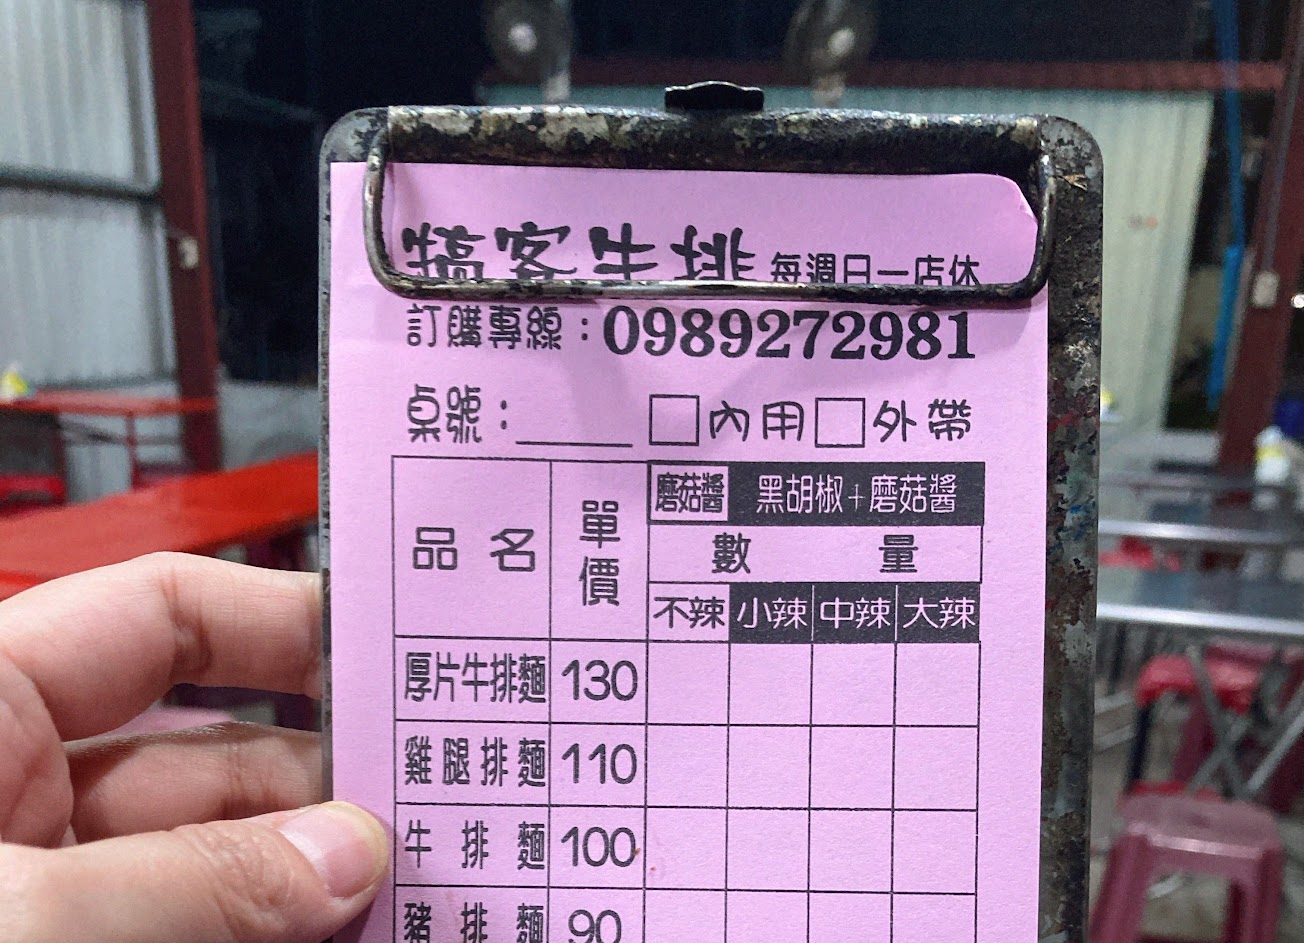 犒客牛排 每週日一店休
訂購專線：0989272981
桌號：_____ □內用□外帶
品名 單價 磨菇醬 黑胡椒+磨菇醬
數量
不辣 小辣 中辣 大辣
厚片牛排麵 130
雞腿排麵 110
牛排麵 100
豬排麵 90